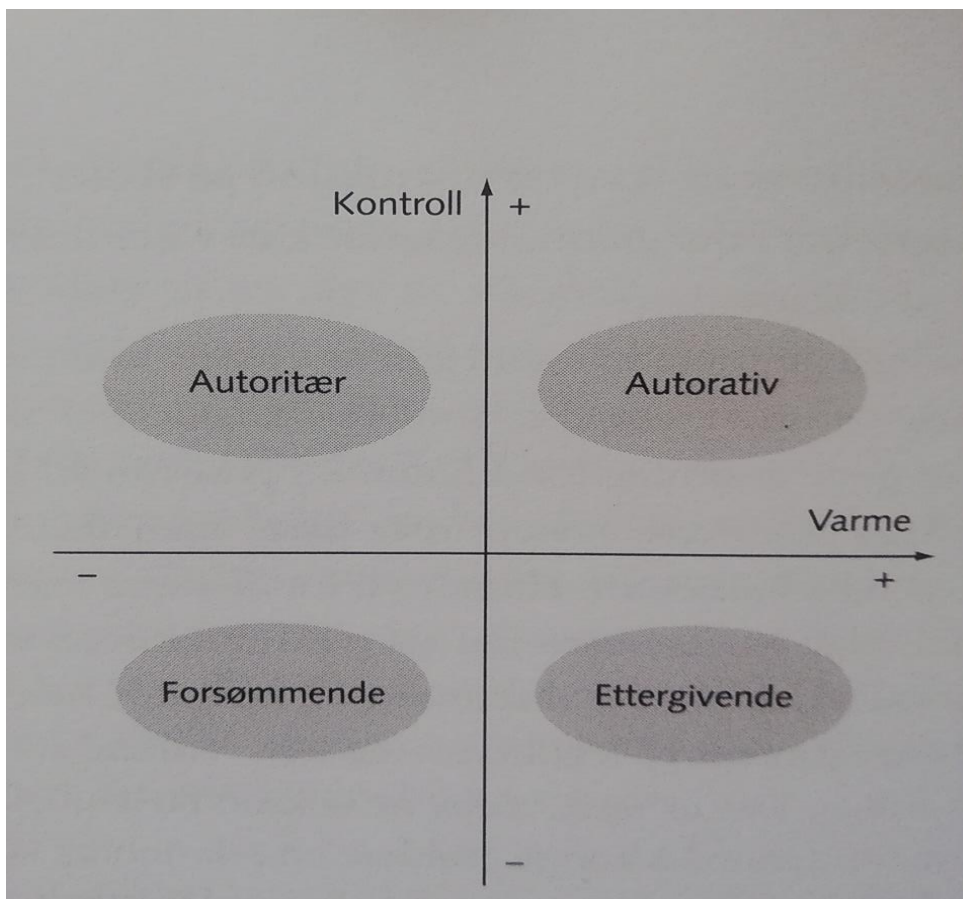 Kontroll +
Autoritær
Autorativ
Varme
− +
Forsømmende
Ettergivende
−